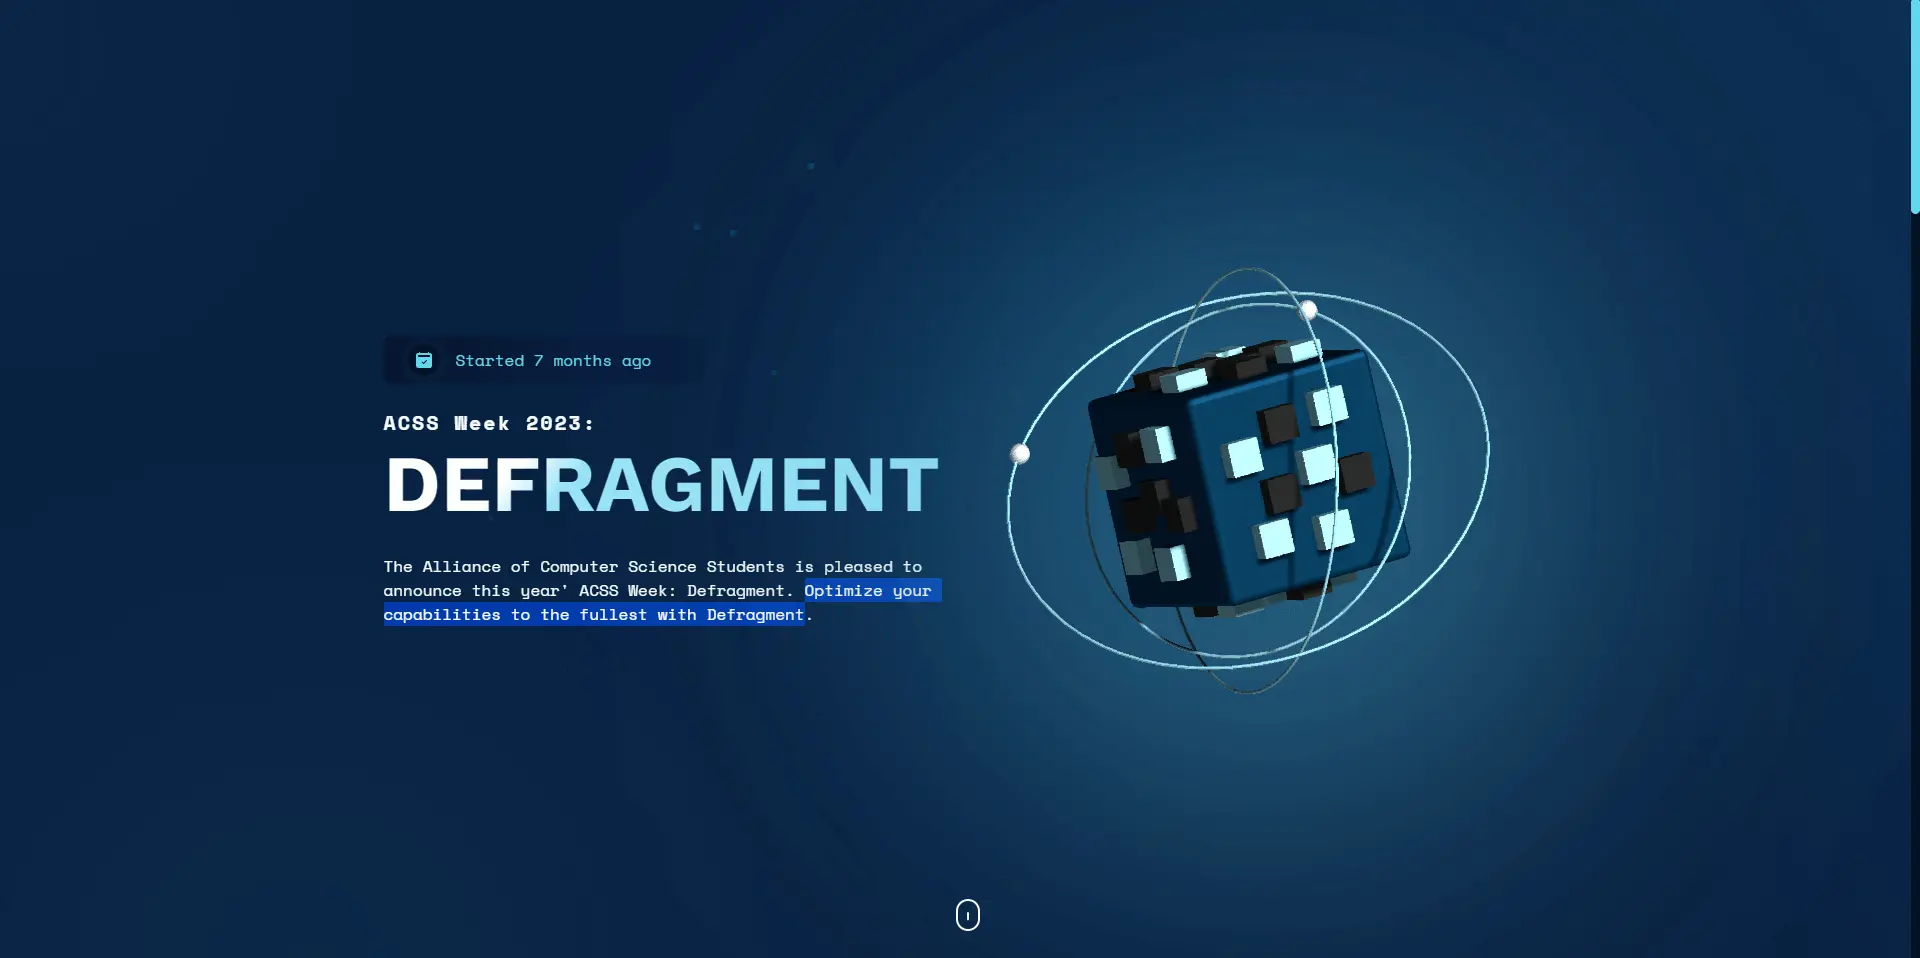 Started 7 months ago
ACSS Week 2023:
DEFRAGMENT
The Alliance of Computer Science Students is pleased to
announce this year' ACSS Week: Defragment. Optimize your
capabilities to the fullest with Defragment.